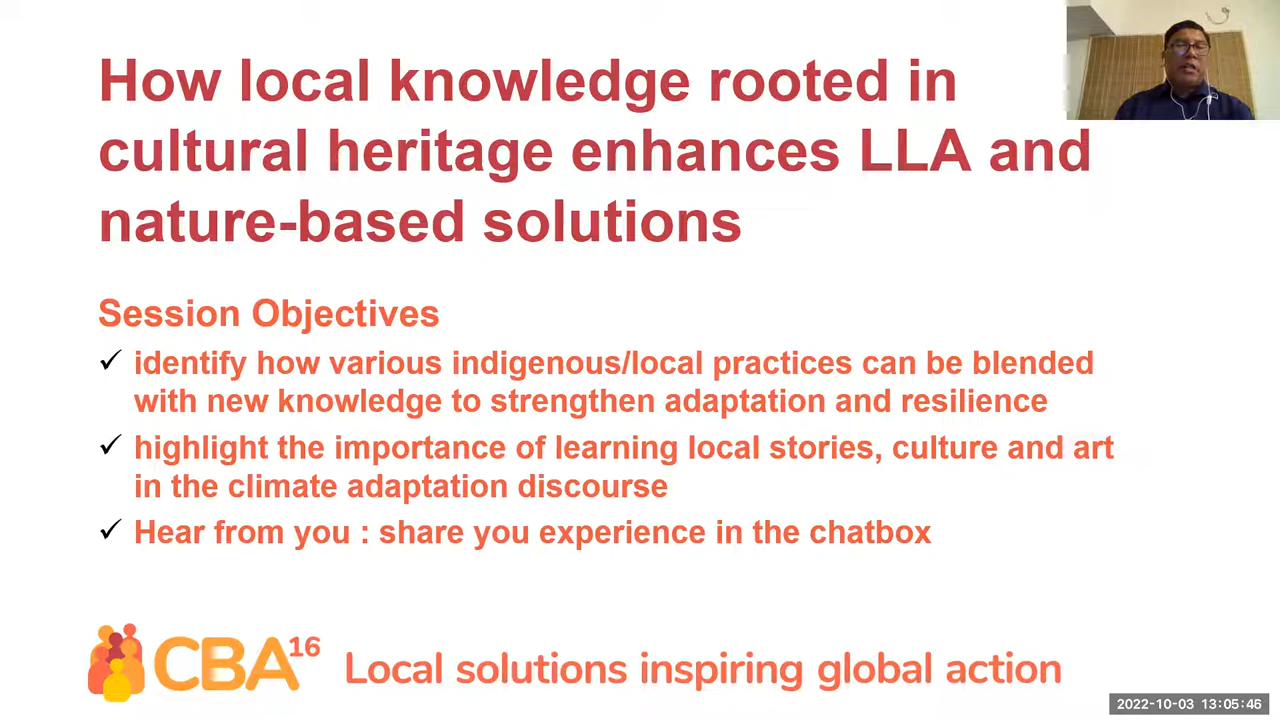 How local knowledge rooted in
cultural heritage enhances LLA and
nature-based solutions
Session Objectives
✓ identify how various indigenous/local practices can be blended
with new knowledge to strengthen adaptation and resilience
✓ highlight the importance of learning local stories, culture and art
in the climate adaptation discourse
✓ Hear from you : share you experience in the chatbox
CBA16 Local solutions inspiring global action
2022-10-03 13:05:46